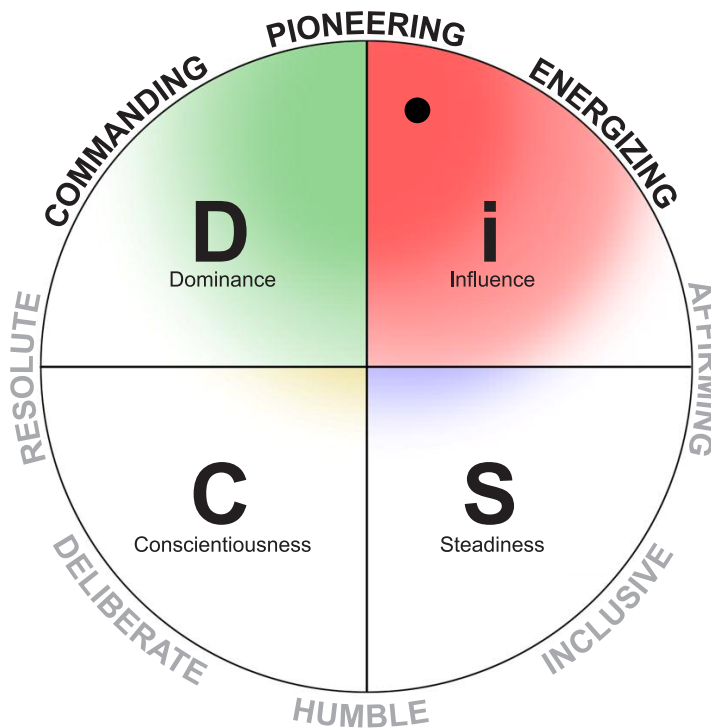 PIONEERING
COMMANDING
ENERGIZING
D
Dominance
i
Influence
RESOLUTE
AFFIRMING
C
Conscientiousness
S
Steadiness
DELIBERATE
INCLUSIVE
HUMBLE